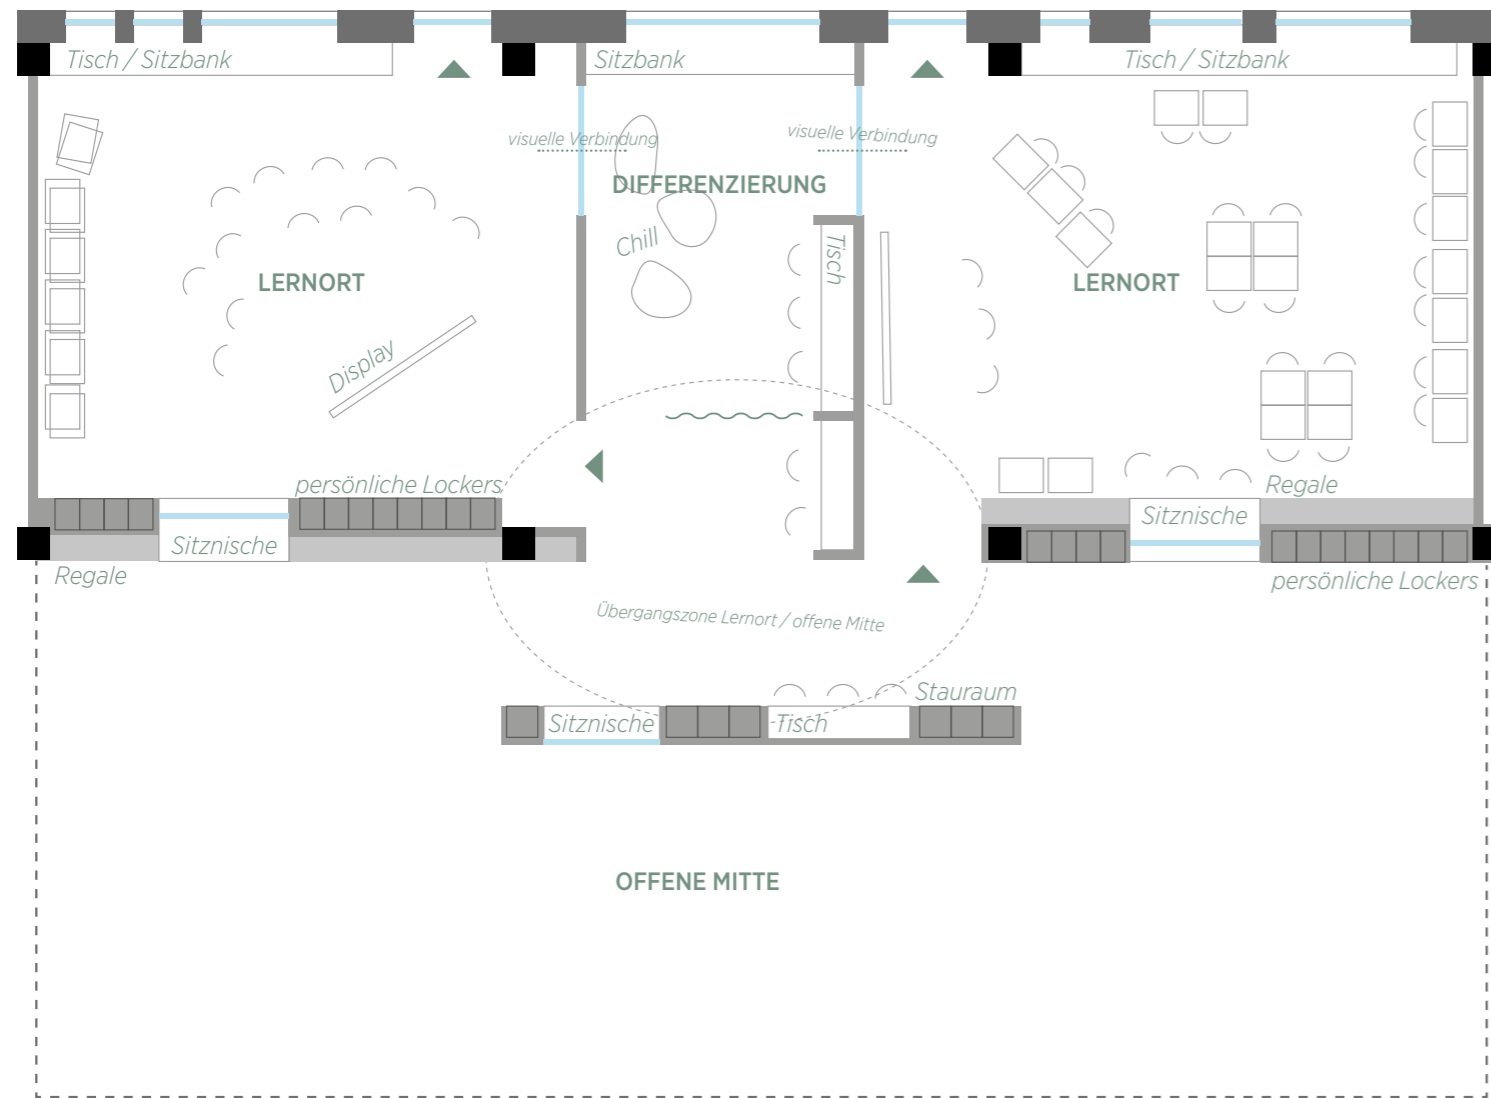 Tisch / Sitzbank
Sitzbank
Tisch / Sitzbank
visuelle Verbindung
visuelle Verbindung
DIFFERENZIERUNG
Chill
Tisch
LERNORT
LERNORT
Display
persönliche Lockers
Regale
Sitznische
Sitznische
Regale
persönliche Lockers
Übergangszone Lernort / offene Mitte
Stauraum
Sitznische
Tisch
OFFENE MITTE